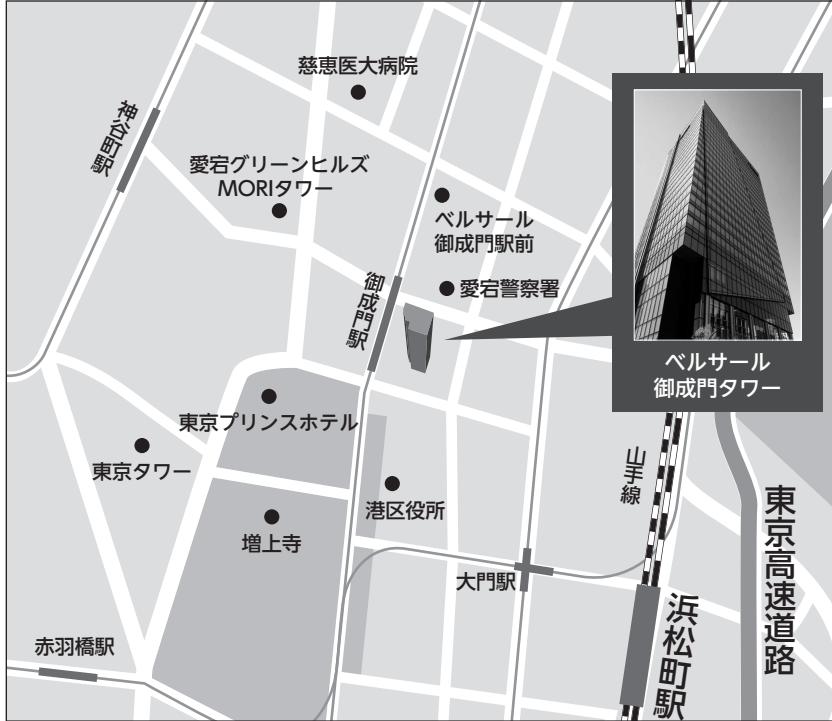 慈恵医大病院
神谷町駅
愛宕グリーンヒルズ
MORIタワー
ベルサール
御成門駅前
御成門駅
愛宕警察署
ベルサール
御成門タワー
東京プリンスホテル
東京タワー
山手線
港区役所
増上寺
東京高速道路
大門駅
浜松町駅
赤羽橋駅